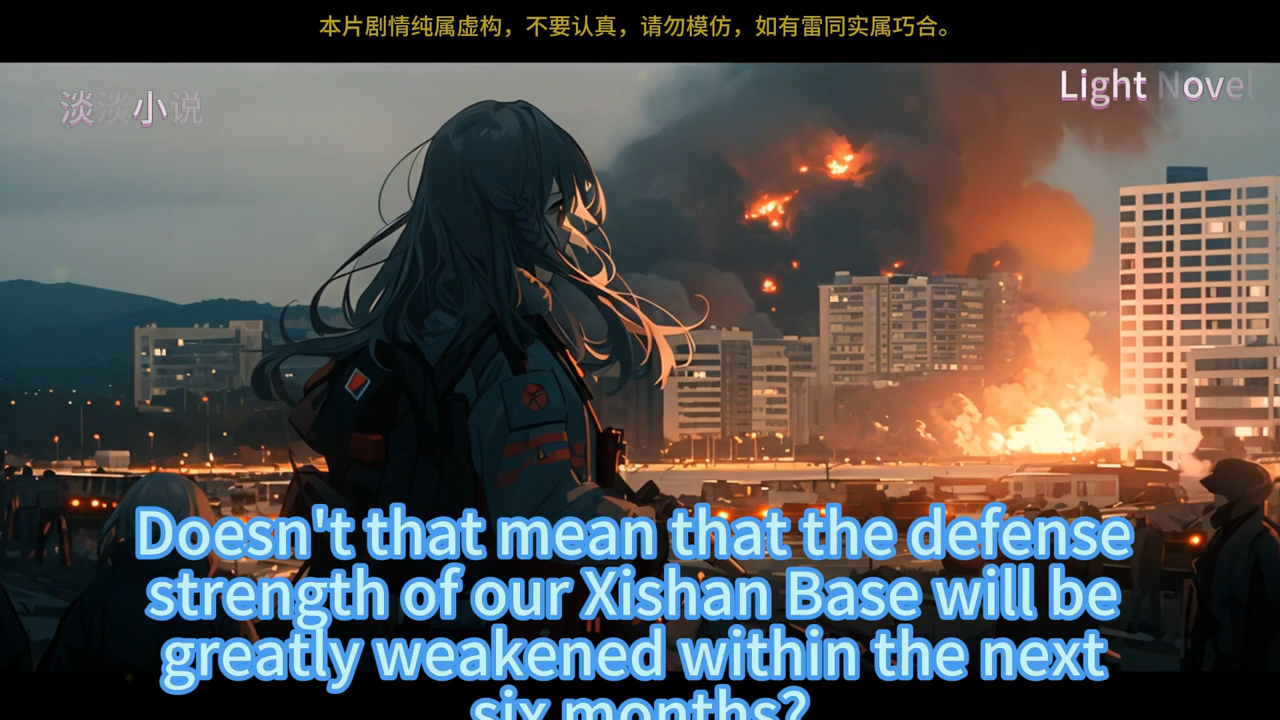 本片剧情纯属虚构，不要认真，请勿模仿，如有雷同实属巧合。
淡淡小说
Light Novel
Doesn't that mean that the defense
strength of our Xishan Base will be
greatly weakened within the next
six months?